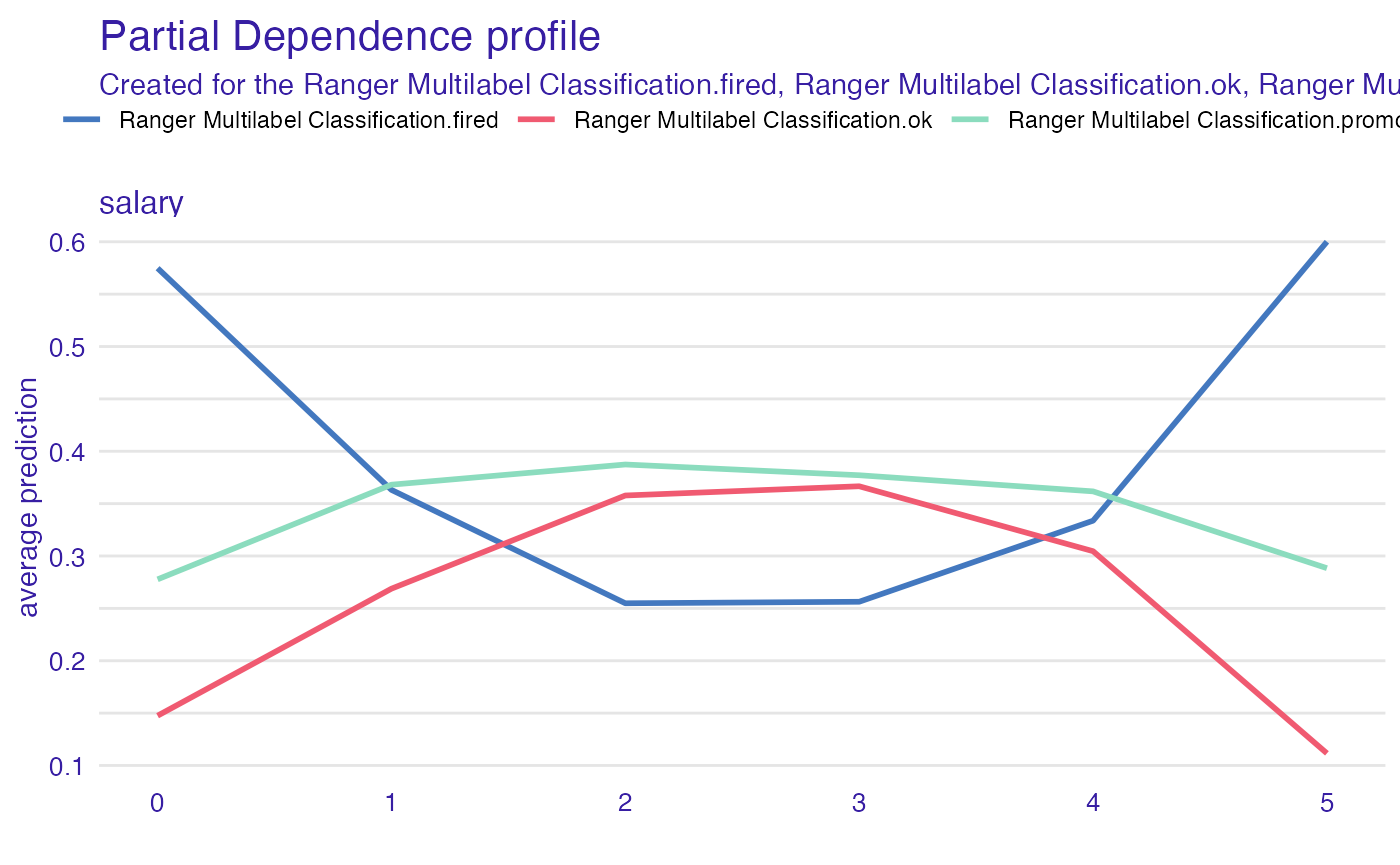 Partial Dependence profile
Created for the Ranger Multilabel Classification.fired, Ranger Multilabel Classification.ok, Ranger Mu
Ranger Multilabel Classification.fired Ranger Multilabel Classification.ok Ranger Multilabel Classification.promo
salary
0.6
0.5
0.4
0.3
0.2
0.1
average prediction
0 1 2 3 4 5